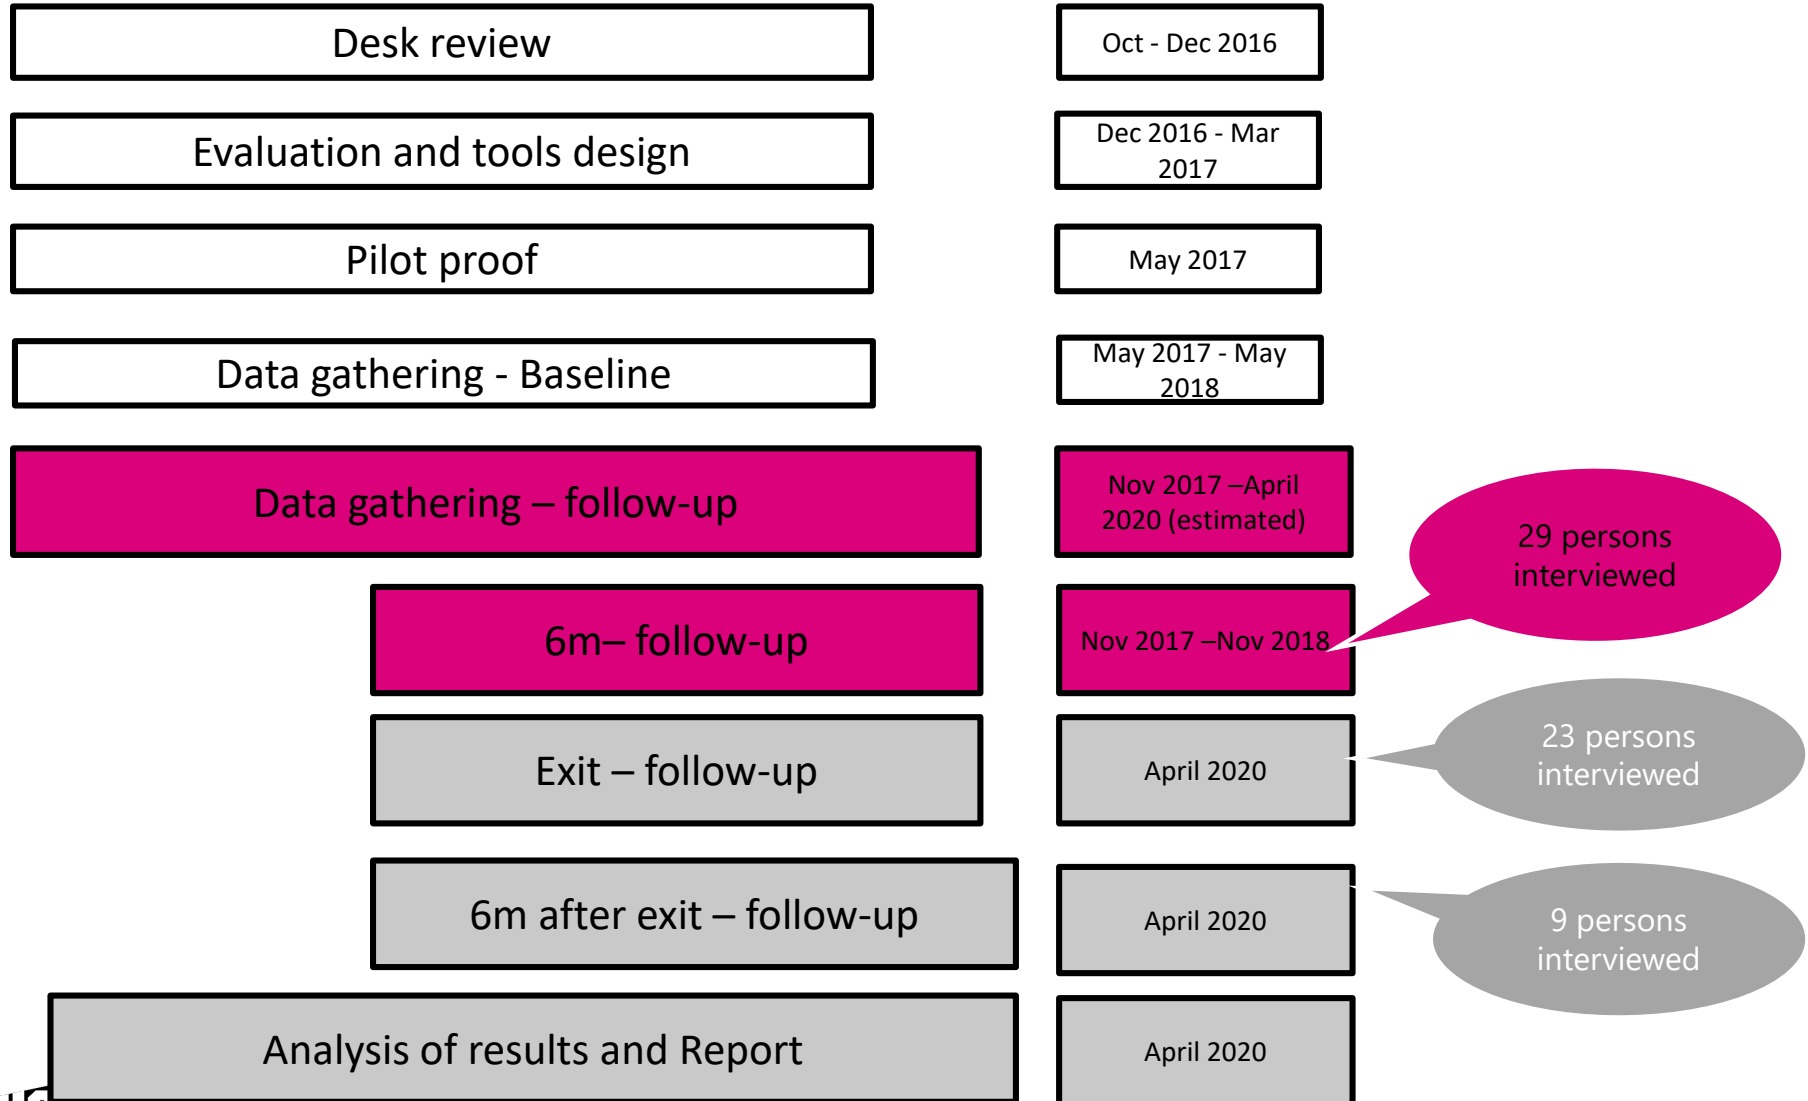 Desk review
Oct - Dec 2016
Evaluation and tools design
Dec 2016 - Mar
2017
Pilot proof
May 2017
Data gathering - Baseline
May 2017 - May
2018
Data gathering – follow-up
Nov 2017 –April
2020 (estimated)
29 persons
interviewed
6m– follow-up
Nov 2017 –Nov 2018
Exit – follow-up
April 2020
23 persons
interviewed
6m after exit – follow-up
April 2020
9 persons
interviewed
Analysis of results and Report
April 2020